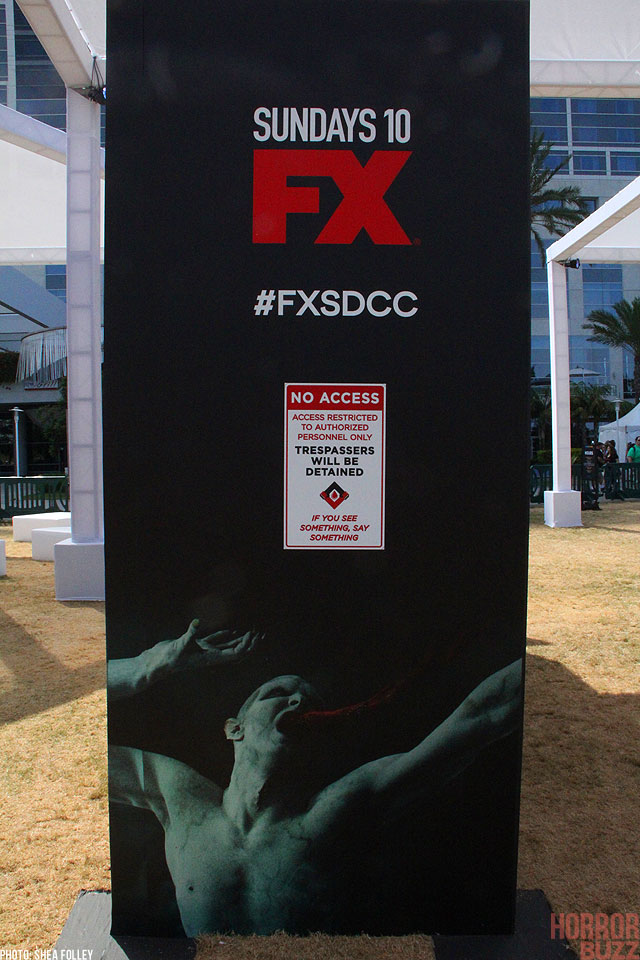 SUNDAYS 10
FX
#FXSDCC
NO ACCESS
ACCESS RESTRICTED
TO AUTHORIZED
PERSONNEL ONLY
TRESPASSERS
WILL BE
DETAINED
IF YOU SEE
SOMETHING, SAY
SOMETHING
PHOTO: SHEA FOLLEY
HORROR
BUZZ